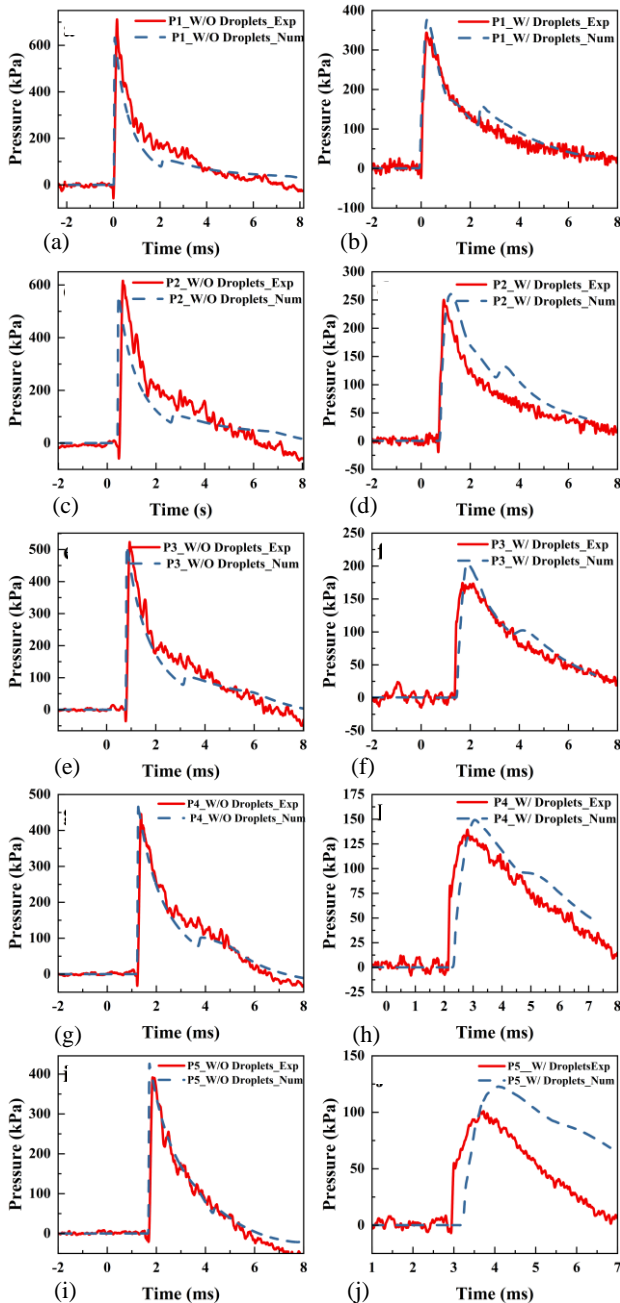 P1_W/O Droplets_Exp
P1_W/O Droplets_Num
Pressure (kPa)
600
400
200
0
-2 0 2 4 6 8
Time (ms)
(a)
P1_W/ Droplets_Exp
P1_W/ Droplets_Num
Pressure (kPa)
400
300
200
100
0
-100
-2 0 2 4 6 8
Time (ms)
(b)
P2_W/O Droplets_Exp
P2_W/O Droplets_Num
Pressure (kPa)
600
400
200
0
-2 0 2 4 6 8
Time (s)
(c)
P2_W/ Droplets_Exp
P2_W/ Droplets_Num
Pressure (kPa)
300
250
200
150
100
50
0
-50
-2 0 2 4 6 8
Time (ms)
(d)
P3_W/O Droplets_Exp
P3_W/O Droplets_Num
Pressure (kPa)
500
400
300
200
100
0
-2 0 2 4 6 8
Time (ms)
(e)
P3_W/ Droplets_Exp
P3_W/ Droplets_Num
Pressure (kPa)
250
200
150
100
50
0
-50
-2 0 2 4 6 8
Time (ms)
(f)
P4_W/O Droplets_Exp
P4_W/O Droplets_Num
Pressure (kPa)
500
400
300
200
100
0
-2 0 2 4 6 8
Time (ms)
(g)
P4_W/ Droplets_Exp
P4_W/ Droplets_Num
Pressure (kPa)
175
150
125
100
75
50
25
0
-25
0 1 2 3 4 5 6 7 8
Time (ms)
(h)
P5_W/O Droplets_Exp
P5_W/O Droplets_Num
Pressure (kPa)
400
300
200
100
0
-2 0 2 4 6 8
Time (ms)
(i)
P5__W/ DropletsExp
P5_W/ Droplets_Num
Pressure (kPa)
150
100
50
0
1 2 3 4 5 6 7
Time (ms)
(j)